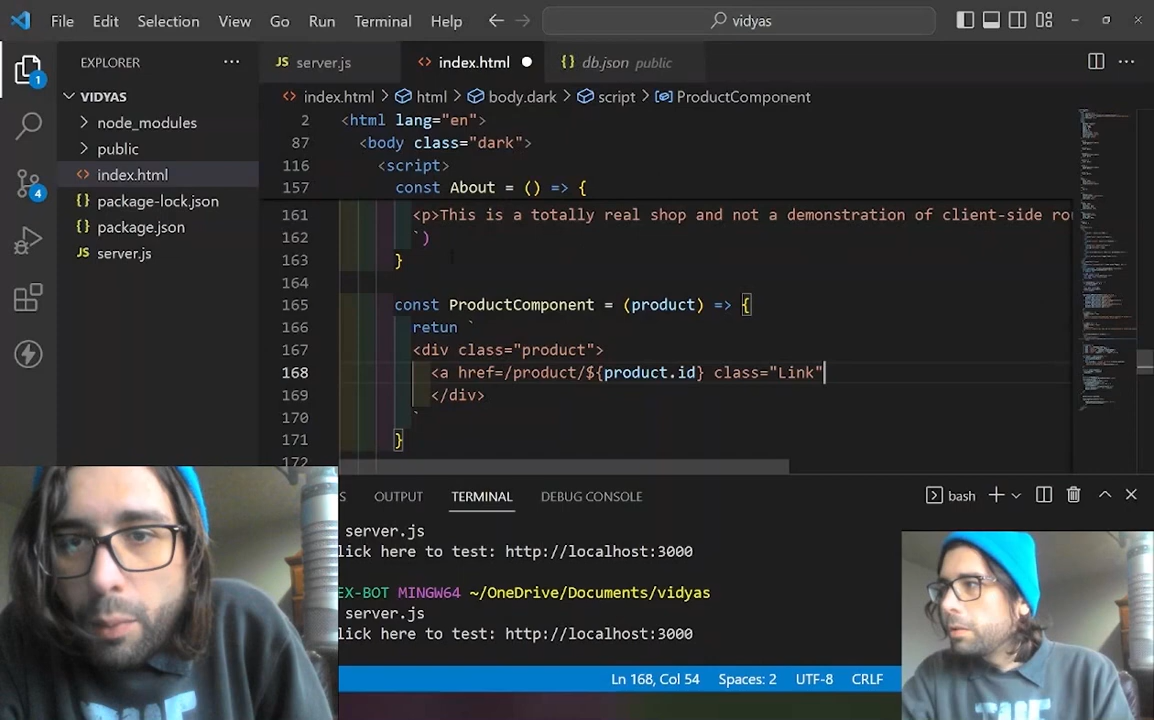 File Edit Selection View Go Run Terminal Help vidyas
EXPLORER
server.js index.html db.json public
VIDYAS
index.html html body.dark script ProductComponent
node_modules
public
index.html
package-lock.json
package.json
server.js
1
4
2 <html lang="en">
87 <body class="dark">
116 <script>
157 const About = () => {
161 <p>This is a totally real shop and not a demonstration of client-side rou
162 `)
163 }
164
165 const ProductComponent = (product) => {
166 retun `
167 <div class="product">
168 <a href=/product/${product.id} class="Link"
169 </div>
170 `
171 }
172
S OUTPUT TERMINAL DEBUG CONSOLE bash
server.js
lick here to test: http://localhost:3000
EX-BOT MINGW64 ~/OneDrive/Documents/vidyas
server.js
lick here to test: http://localhost:3000
Ln 168, Col 54 Spaces: 2 UTF-8 CRLF